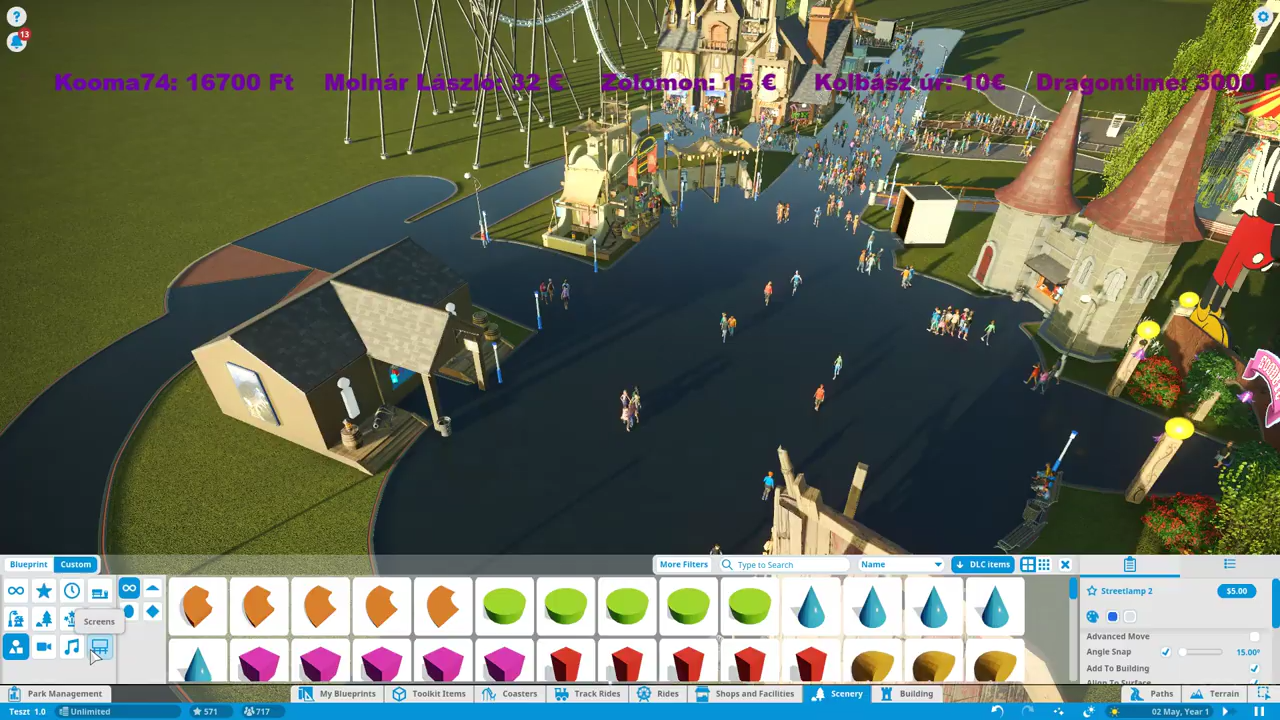 ?
13
Kooma74: 16700 Ft Molnár László: 32 € Zolomon: 15 € Kolbász úr: 10€ Dragontime: 3000 F
Blueprint Custom
More Filters Type to Search Name DLC items
Screens
Streetlamp 2 $5.00
Advanced Move
Angle Snap 15.00°
Add To Building
Align To Surface
Park Management My Blueprints Toolkit Items Coasters Track Rides Rides Shops and Facilities Scenery Building Paths Terrain
Teszt 1.0 Unlimited 571 717 02 May, Year 1